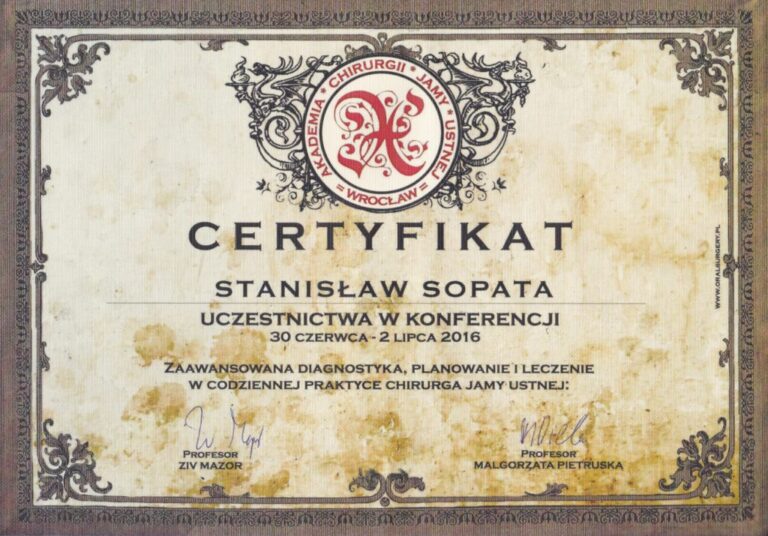 AKADEMIA * CHIRURGII * JAMY * USTNEJ
= WROCŁAW =
CERTYFIKAT
STANISŁAW SOPATA
UCZESTNICTWA W KONFERENCJI
30 CZERWCA - 2 LIPCA 2016
ZAAWANSOWANA DIAGNOSTYKA, PLANOWANIE I LECZENIE
W CODZIENNEJ PRAKTYCE CHIRURGA JAMY USTNEJ:
PROFESOR
ZIV MAZOR
PROFESOR
MALGORZATA PIETRUSKA
WWW.ORALSURGERY.PL